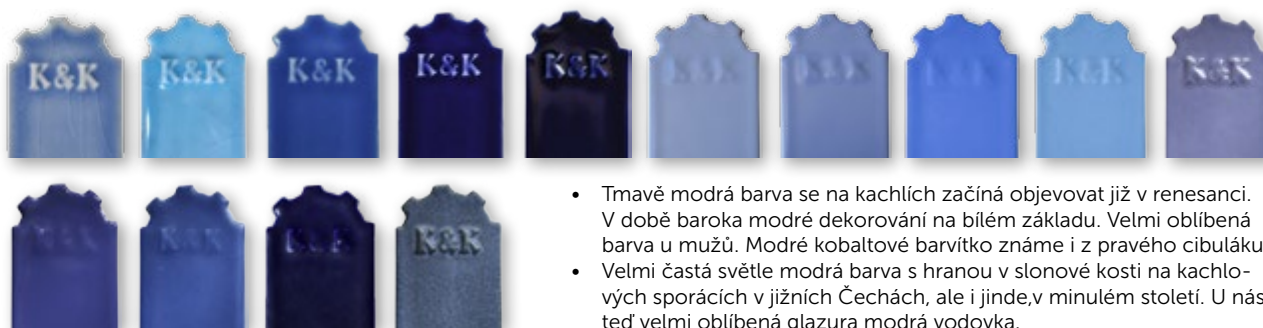 K&K K&K K&K K&K K&K K&K K&K K&K K&K K&K
K&K K&K K&K K&K
• Tmavě modrá barva se na kachlích začíná objevovat již v renesanci.
V době baroka modré dekorování na bílém základu. Velmi oblíbená
barva u mužů. Modré kobaltové barvítko známe i z pravého cibuláku
• Velmi častá světle modrá barva s hranou v slonové kosti na kachlo-
vých sporácích v jižních Čechách, ale i jinde,v minulém století. U nás
teď velmi oblíbená glazura modrá vodovka.